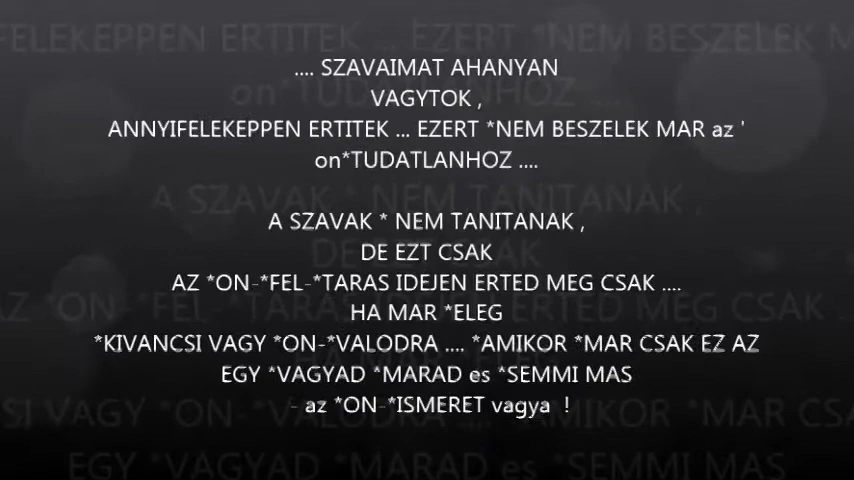 .... SZAVAIMAT AHANYAN
VAGYTOK ,
ANNYIFELEKEPPEN ERTITEK ... EZERT *NEM BESZELEK MAR az '
on*TUDATLANHOZ ....
A SZAVAK * NEM TANITANAK ,
DE EZT CSAK
AZ *ON-*FEL-*TARAS IDEJEN ERTED MEG CSAK ....
HA MAR *ELEG
*KIVANCSI VAGY *ON-*VALODRA .... *AMIKOR *MAR CSAK EZ AZ
EGY *VAGYAD *MARAD es *SEMMI MAS
- az *ON-*ISMERET vagya !